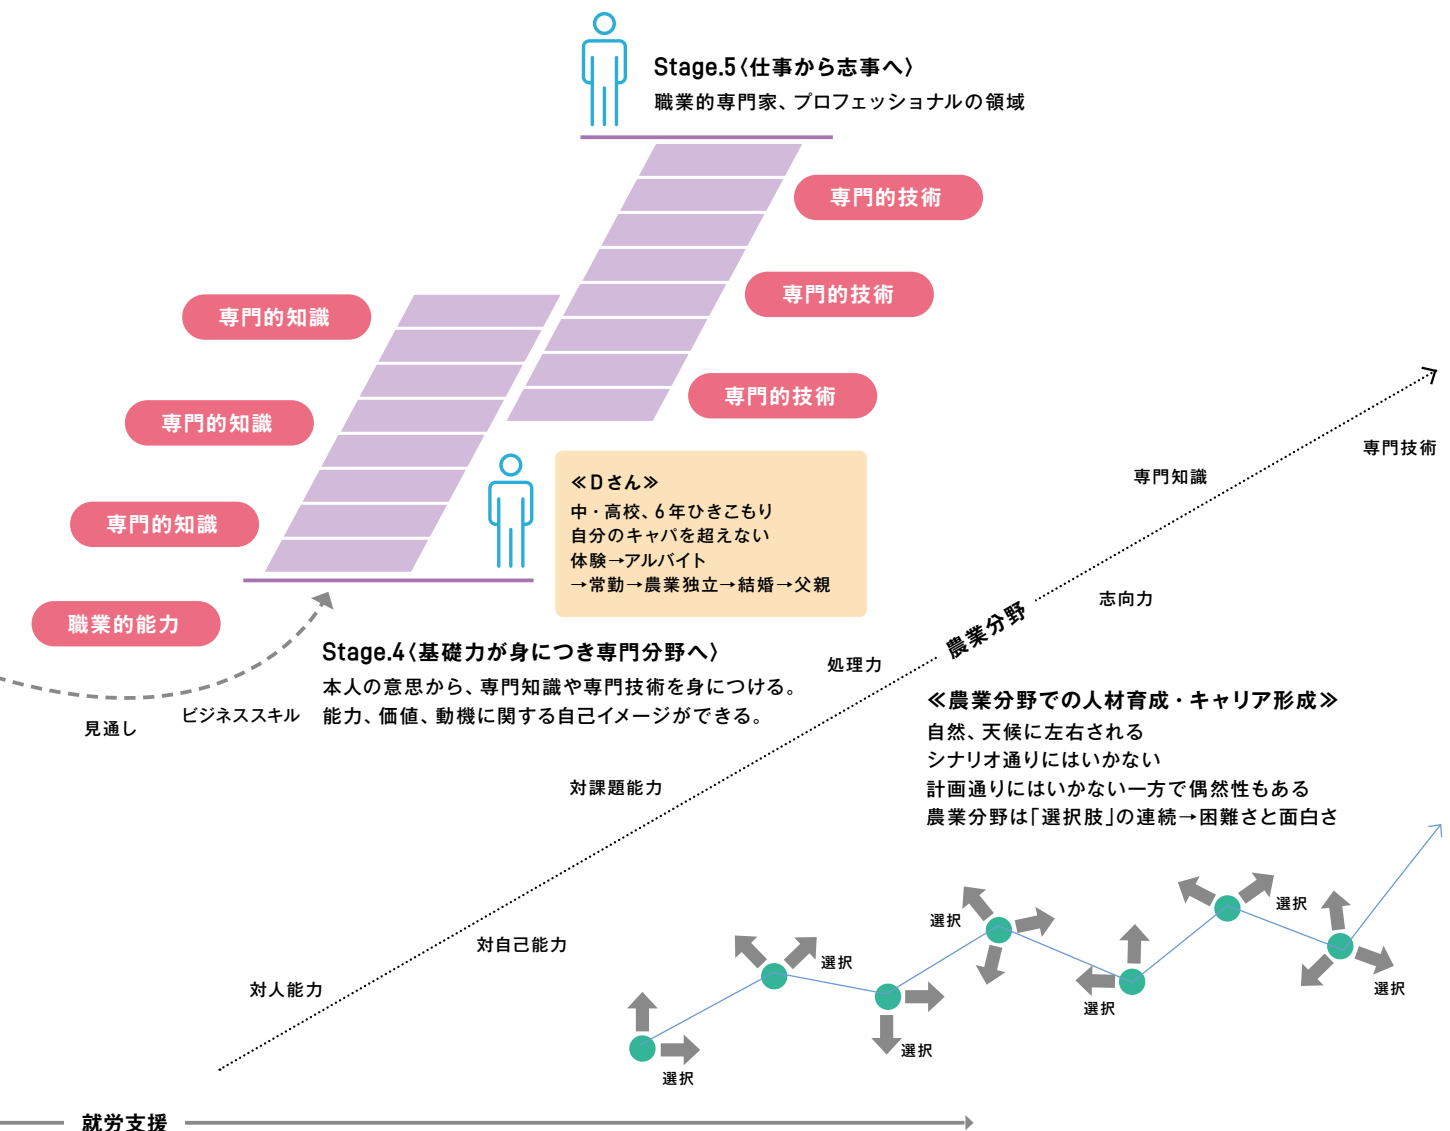 Stage.5〈仕事から志事へ〉
職業的専門家、プロフェッショナルの領域
専門的技術
専門的技術
専門的技術
専門的知識
専門的知識
専門的知識
職業的能力
≪Dさん≫
中・高校、6年ひきこもり
自分のキャパを超えない
体験→アルバイト
→常勤→農業独立→結婚→父親
Stage.4〈基礎力が身につき専門分野へ〉
本人の意思から、専門知識や専門技術を身につける。
能力、価値、動機に関する自己イメージができる。
見通し
ビジネススキル
専門技術
専門知識
志向力
農業分野
処理力
対課題能力
対自己能力
対人能力
≪農業分野での人材育成・キャリア形成≫
自然、天候に左右される
シナリオ通りにはいかない
計画通りにはいかない一方で偶然性もある
農業分野は「選択肢」の連続→困難さと面白さ
選択
選択
選択
選択
選択
選択
選択
就労支援